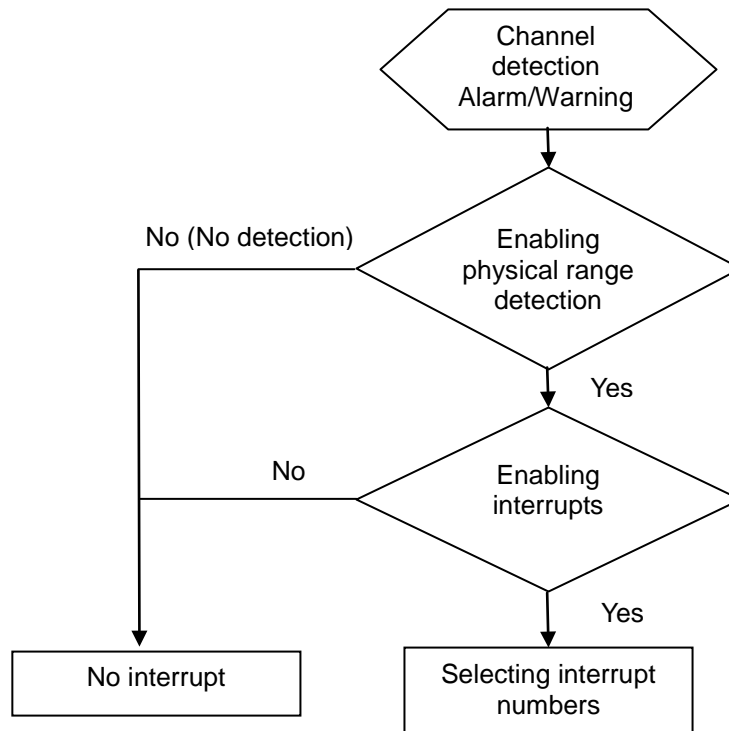 Channel
detection
Alarm/Warning
No (No detection)
Enabling
physical range
detection
Yes
No
Enabling
interrupts
Yes
No interrupt
Selecting interrupt
numbers